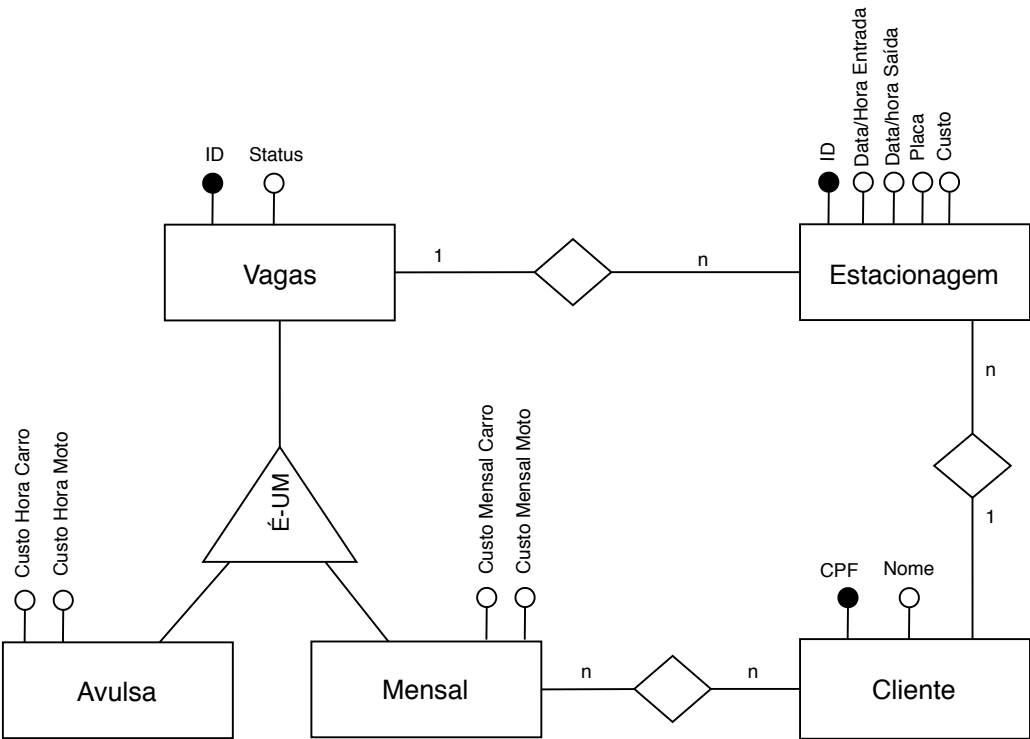 ID
Data/Hora Entrada
Data/hora Saída
Placa
Custo
ID
Status
Vagas
1
n
Estacionagem
n
É-UM
Custo Hora Carro
Custo Hora Moto
Custo Mensal Carro
Custo Mensal Moto
1
CPF
Nome
Avulsa
Mensal
n
n
Cliente